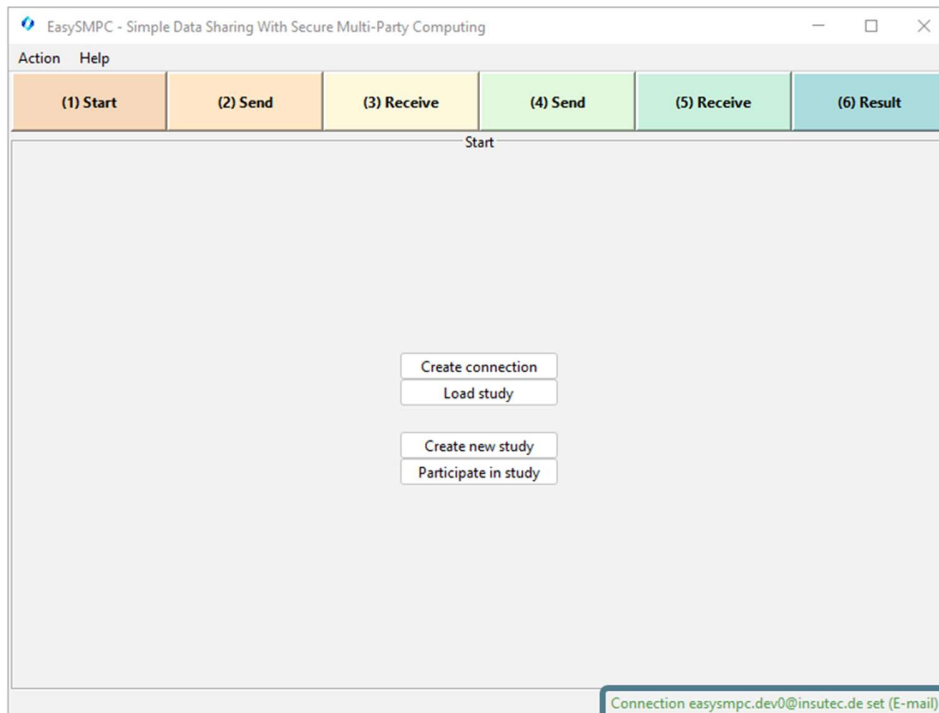 EasySMPC - Simple Data Sharing With Secure Multi-Party Computing
Action Help
(1) Start (2) Send (3) Receive (4) Send (5) Receive (6) Result
Start
Create connection
Load study
Create new study
Participate in study
Connection easysmpc.dev0@insutec.de set (E-mail)